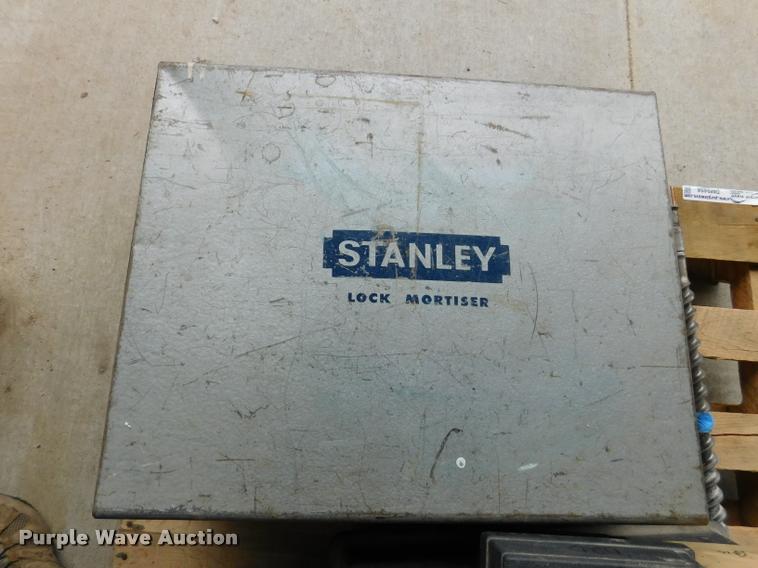 STANLEY
LOCK MORTISER
Purple Wave Auction